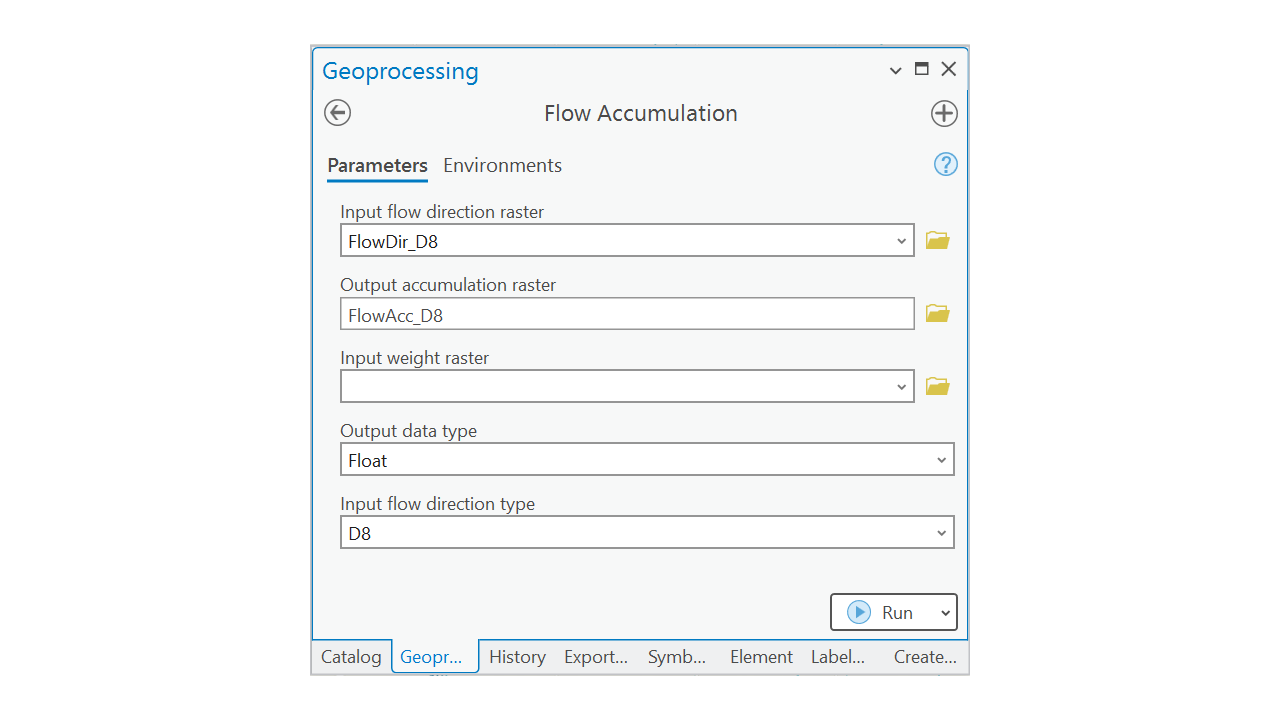 Geoprocessing
Flow Accumulation
Parameters Environments
Input flow direction raster
FlowDir_D8
Output accumulation raster
FlowAcc_D8
Input weight raster
Output data type
Float
Input flow direction type
D8
Run
Catalog Geopr... History Export... Symb... Element Label... Create...